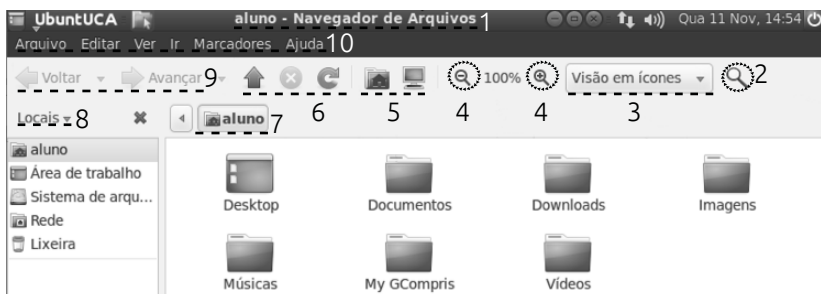 UbuntUCA aluno - Navegador de Arquivos 1 Qua 11 Nov, 14:54
Arquivo Editar Ver Ir Marcadores Ajuda 10
Voltar Avançar 9 100% Visão em ícones 2
6 5 4 4 3
Locais 8 aluno 7
aluno
Área de trabalho
Sistema de arqu...
Rede
Lixeira
Desktop Documentos Downloads Imagens
Músicas My GCompris Vídeos